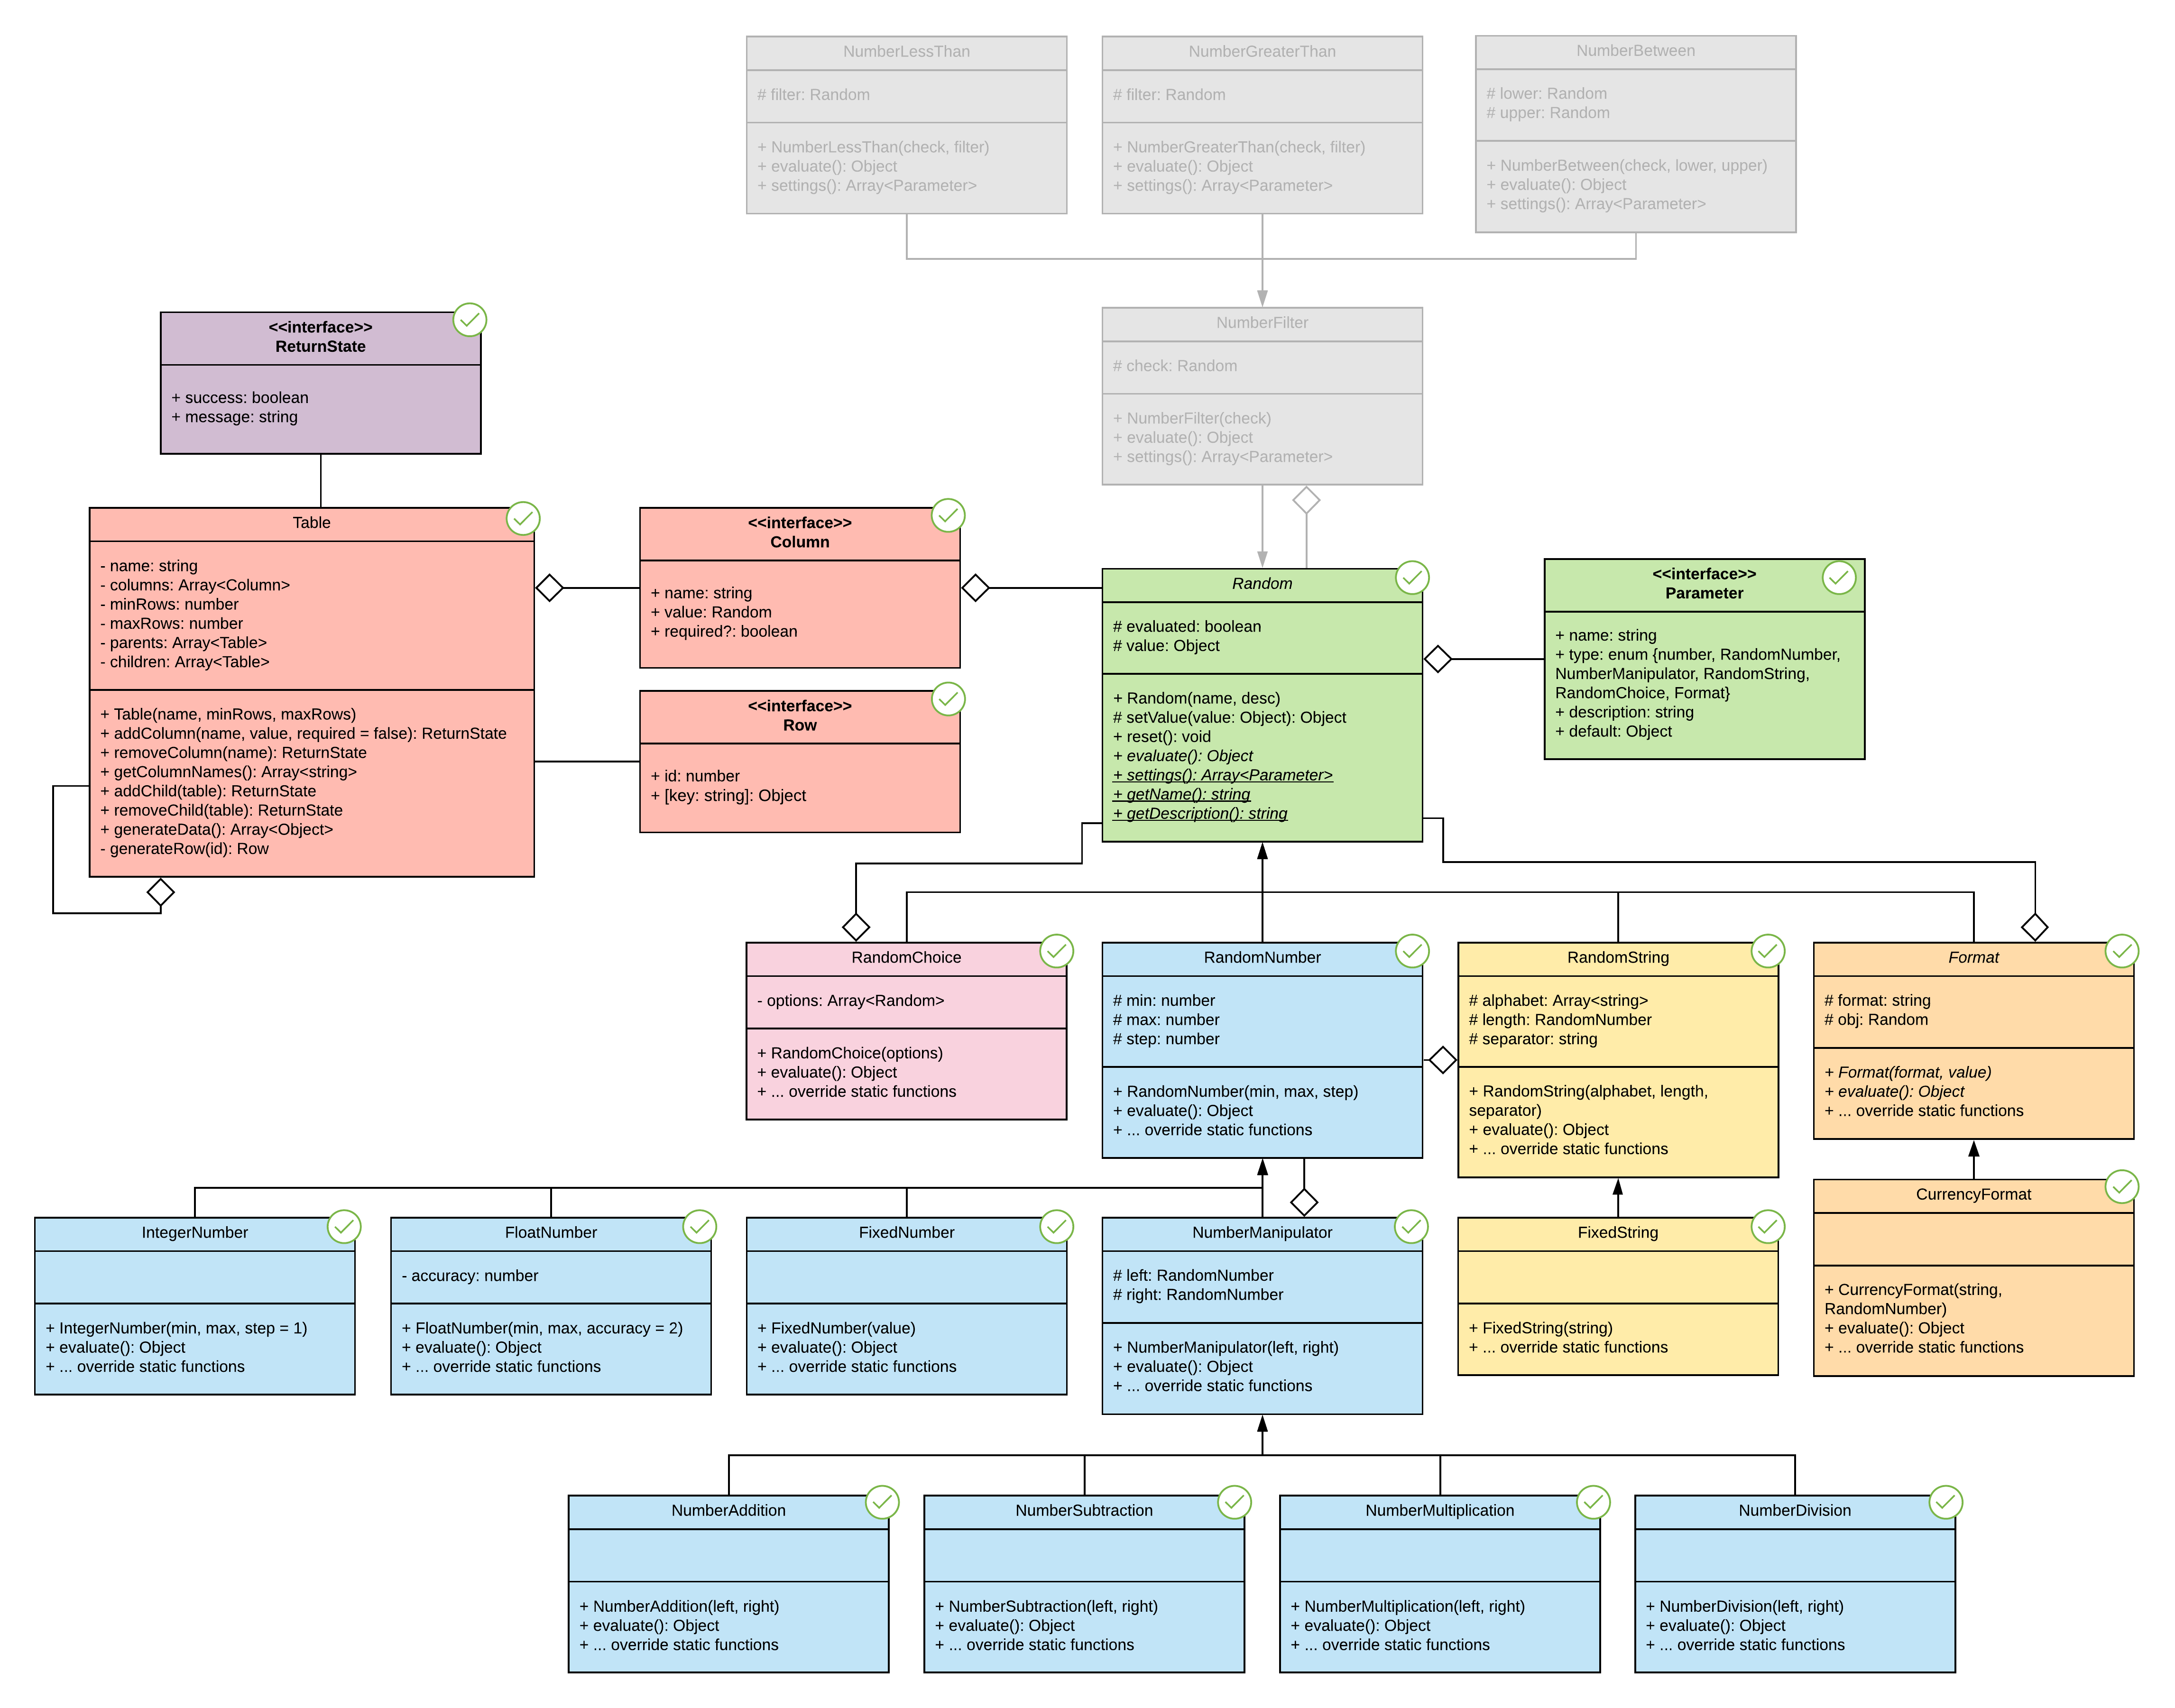 NumberLessThan
# filter: Random
+ NumberLessThan(check, filter)
+ evaluate(): Object
+ settings(): Array<Parameter>
NumberGreaterThan
# filter: Random
+ NumberGreaterThan(check, filter)
+ evaluate(): Object
+ settings(): Array<Parameter>
NumberBetween
# lower: Random
# upper: Random
+ NumberBetween(check, lower, upper)
+ evaluate(): Object
+ settings(): Array<Parameter>
NumberFilter
# check: Random
+ NumberFilter(check)
+ evaluate(): Object
+ settings(): Array<Parameter>
<<interface>>
ReturnState
+ success: boolean
+ message: string
Table
- name: string
- columns: Array<Column>
- minRows: number
- maxRows: number
- parents: Array<Table>
- children: Array<Table>
+ Table(name, minRows, maxRows)
+ addColumn(name, value, required = false): ReturnState
+ removeColumn(name): ReturnState
+ getColumnNames(): Array<string>
+ addChild(table): ReturnState
+ removeChild(table): ReturnState
+ generateData(): Array<Object>
- generateRow(id): Row
<<interface>>
Column
+ name: string
+ value: Random
+ required?: boolean
<<interface>>
Row
+ id: number
+ [key: string]: Object
Random
# evaluated: boolean
# value: Object
+ Random(name, desc)
# setValue(value: Object): Object
+ reset(): void
+ evaluate(): Object
+ settings(): Array<Parameter>
+ getName(): string
+ getDescription(): string
<<interface>>
Parameter
+ name: string
+ type: enum {number, RandomNumber,
NumberManipulator, RandomString,
RandomChoice, Format}
+ description: string
+ default: Object
RandomChoice
- options: Array<Random>
+ RandomChoice(options)
+ evaluate(): Object
+ ... override static functions
RandomNumber
# min: number
# max: number
# step: number
+ RandomNumber(min, max, step)
+ evaluate(): Object
+ ... override static functions
RandomString
# alphabet: Array<string>
# length: RandomNumber
# separator: string
+ RandomString(alphabet, length,
separator)
+ evaluate(): Object
+ ... override static functions
Format
# format: string
# obj: Random
+ Format(format, value)
+ evaluate(): Object
+ ... override static functions
IntegerNumber
+ IntegerNumber(min, max, step = 1)
+ evaluate(): Object
+ ... override static functions
FloatNumber
- accuracy: number
+ FloatNumber(min, max, accuracy = 2)
+ evaluate(): Object
+ ... override static functions
FixedNumber
+ FixedNumber(value)
+ evaluate(): Object
+ ... override static functions
NumberManipulator
# left: RandomNumber
# right: RandomNumber
+ NumberManipulator(left, right)
+ evaluate(): Object
+ ... override static functions
FixedString
+ FixedString(string)
+ ... override static functions
CurrencyFormat
+ CurrencyFormat(string,
RandomNumber)
+ evaluate(): Object
+ ... override static functions
NumberAddition
+ NumberAddition(left, right)
+ evaluate(): Object
+ ... override static functions
NumberSubtraction
+ NumberSubtraction(left, right)
+ evaluate(): Object
+ ... override static functions
NumberMultiplication
+ NumberMultiplication(left, right)
+ evaluate(): Object
+ ... override static functions
NumberDivision
+ NumberDivision(left, right)
+ evaluate(): Object
+ ... override static functions